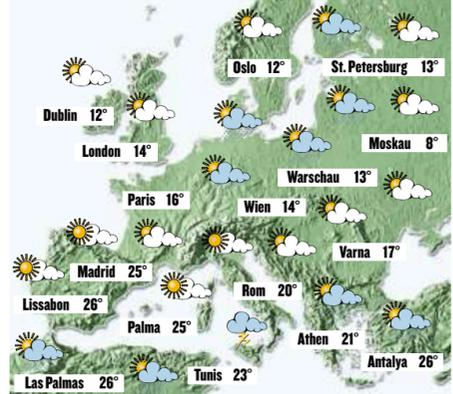 Oslo 12°
St. Petersburg 13°
Dublin 12°
London 14°
Moskau 8°
Warschau 13°
Paris 16°
Wien 14°
Varna 17°
Madrid 25°
Lissabon 26°
Rom 20°
Palma 25°
Athen 21°
Antalya 26°
Las Palmas 26°
Tunis 23°